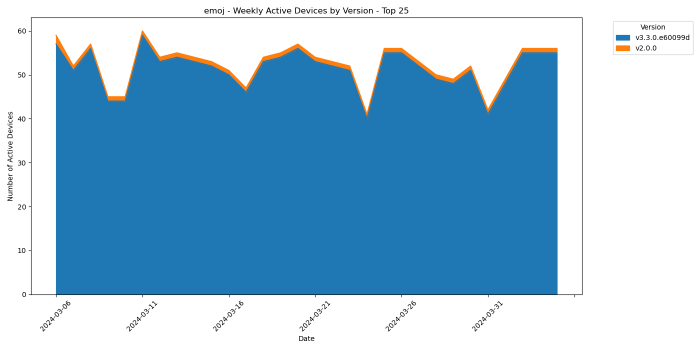 emoj - Weekly Active Devices by Version - Top 25
Number of Active Devices
60
50
40
30
20
10
0
2024-03-06
2024-03-11
2024-03-16
2024-03-21
2024-03-26
2024-03-31
Date
Version
v3.3.0.e60099d
v2.0.0